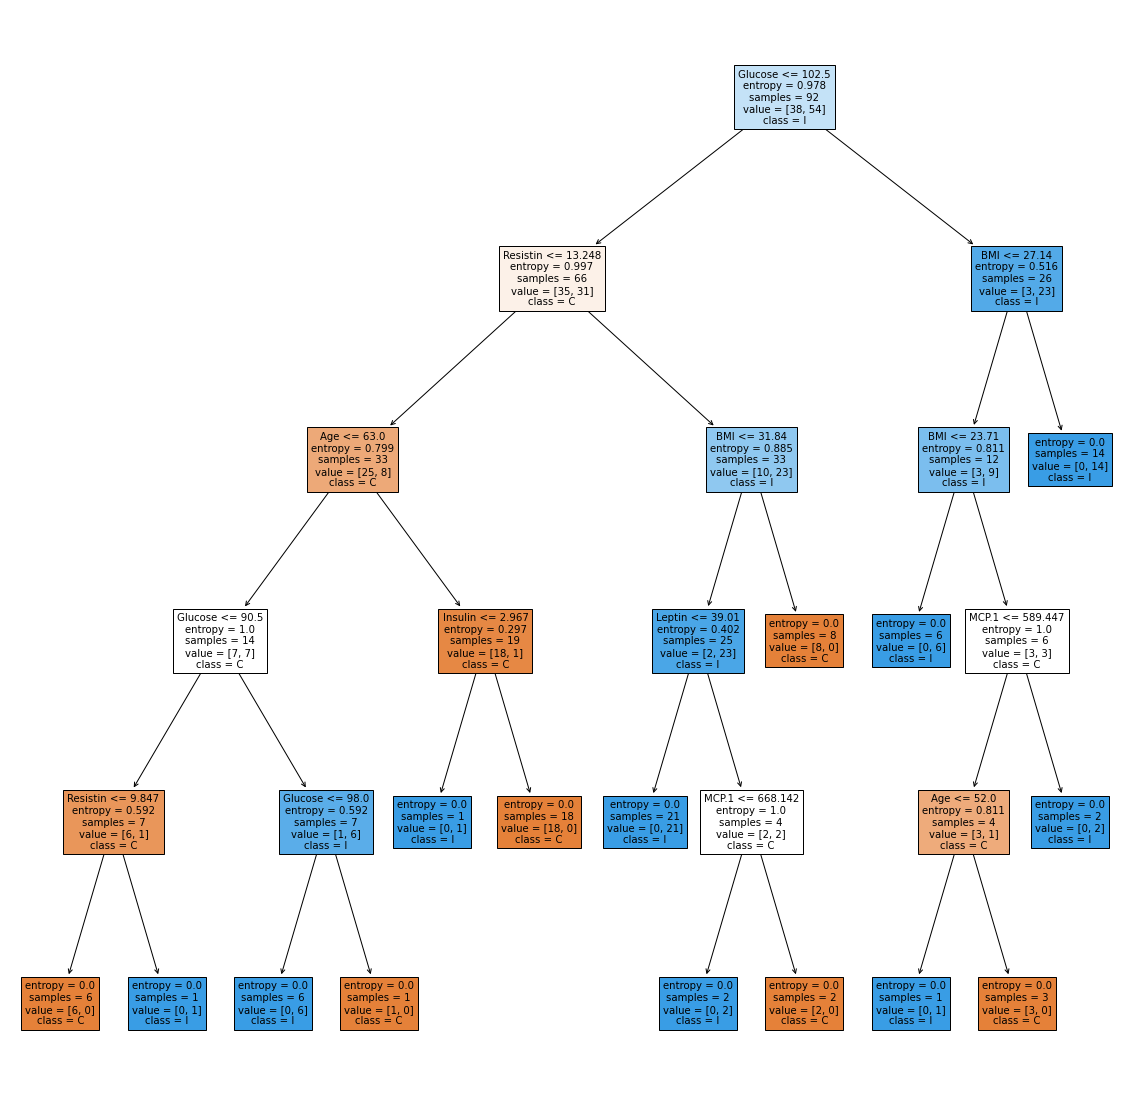 Glucose <= 102.5
entropy = 0.978
samples = 92
value = [38, 54]
class = I
Resistin <= 13.248
entropy = 0.997
samples = 66
value = [35, 31]
class = C
BMI <= 27.14
entropy = 0.516
samples = 26
value = [3, 23]
class = I
Age <= 63.0
entropy = 0.799
samples = 33
value = [25, 8]
class = C
BMI <= 31.84
entropy = 0.885
samples = 33
value = [10, 23]
class = I
BMI <= 23.71
entropy = 0.811
samples = 12
value = [3, 9]
class = I
entropy = 0.0
samples = 14
value = [0, 14]
class = I
Glucose <= 90.5
entropy = 1.0
samples = 14
value = [7, 7]
class = C
Insulin <= 2.967
entropy = 0.297
samples = 19
value = [18, 1]
class = C
Leptin <= 39.01
entropy = 0.402
samples = 25
value = [2, 23]
class = I
entropy = 0.0
samples = 8
value = [8, 0]
class = C
entropy = 0.0
samples = 6
value = [0, 6]
class = I
MCP.1 <= 589.447
entropy = 1.0
samples = 6
value = [3, 3]
class = C
Resistin <= 9.847
entropy = 0.592
samples = 7
value = [6, 1]
class = C
Glucose <= 98.0
entropy = 0.592
samples = 7
value = [1, 6]
class = I
entropy = 0.0
samples = 1
value = [0, 1]
class = I
entropy = 0.0
samples = 18
value = [18, 0]
class = C
entropy = 0.0
samples = 21
value = [0, 21]
class = I
MCP.1 <= 668.142
entropy = 1.0
samples = 4
value = [2, 2]
class = C
Age <= 52.0
entropy = 0.811
samples = 4
value = [3, 1]
class = C
entropy = 0.0
samples = 2
value = [0, 2]
class = I
entropy = 0.0
samples = 6
value = [6, 0]
class = C
entropy = 0.0
samples = 1
value = [0, 1]
class = I
entropy = 0.0
samples = 6
value = [0, 6]
class = I
entropy = 0.0
samples = 1
value = [1, 0]
class = C
entropy = 0.0
samples = 2
value = [0, 2]
class = I
entropy = 0.0
samples = 2
value = [2, 0]
class = C
entropy = 0.0
samples = 1
value = [0, 1]
class = I
entropy = 0.0
samples = 3
value = [3, 0]
class = C